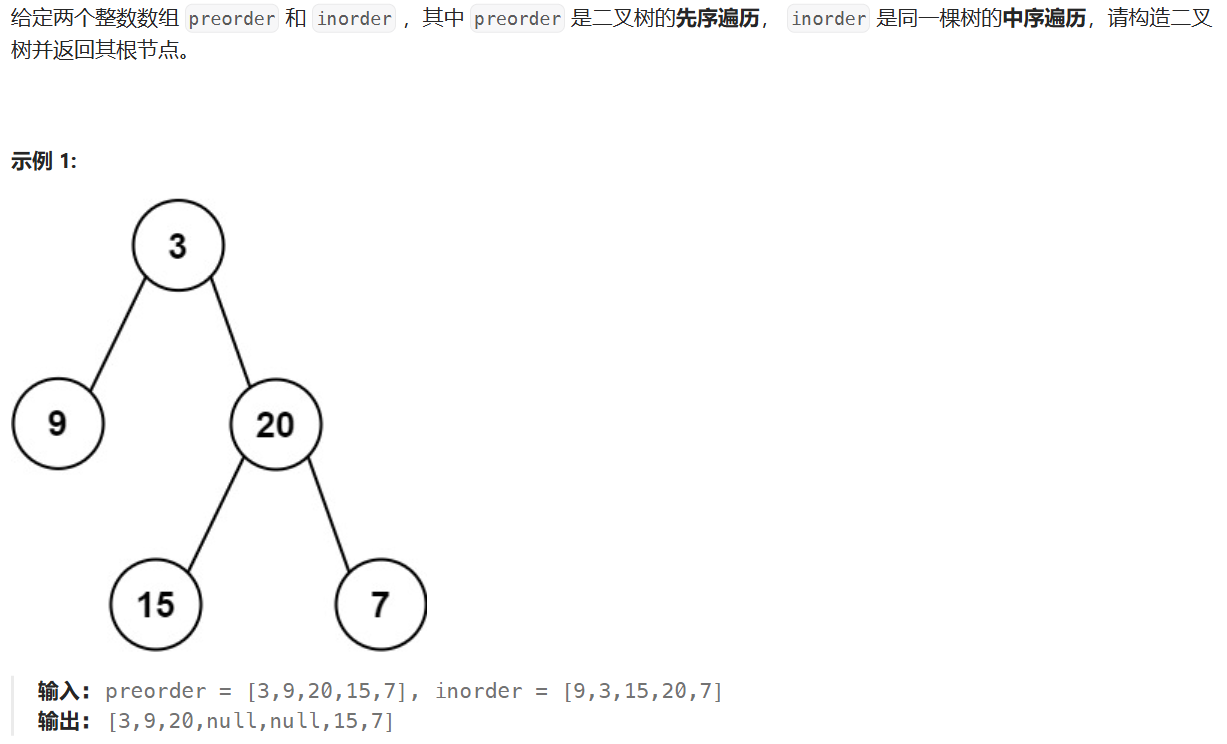 给定两个整数数组 preorder 和 inorder ，其中 preorder 是二叉树的先序遍历， inorder 是同一棵树的中序遍历，请构造二叉
树并返回其根节点。
示例 1:
3
9
20
15
7
输入: preorder = [3,9,20,15,7], inorder = [9,3,15,20,7]
输出: [3,9,20,null,null,15,7]